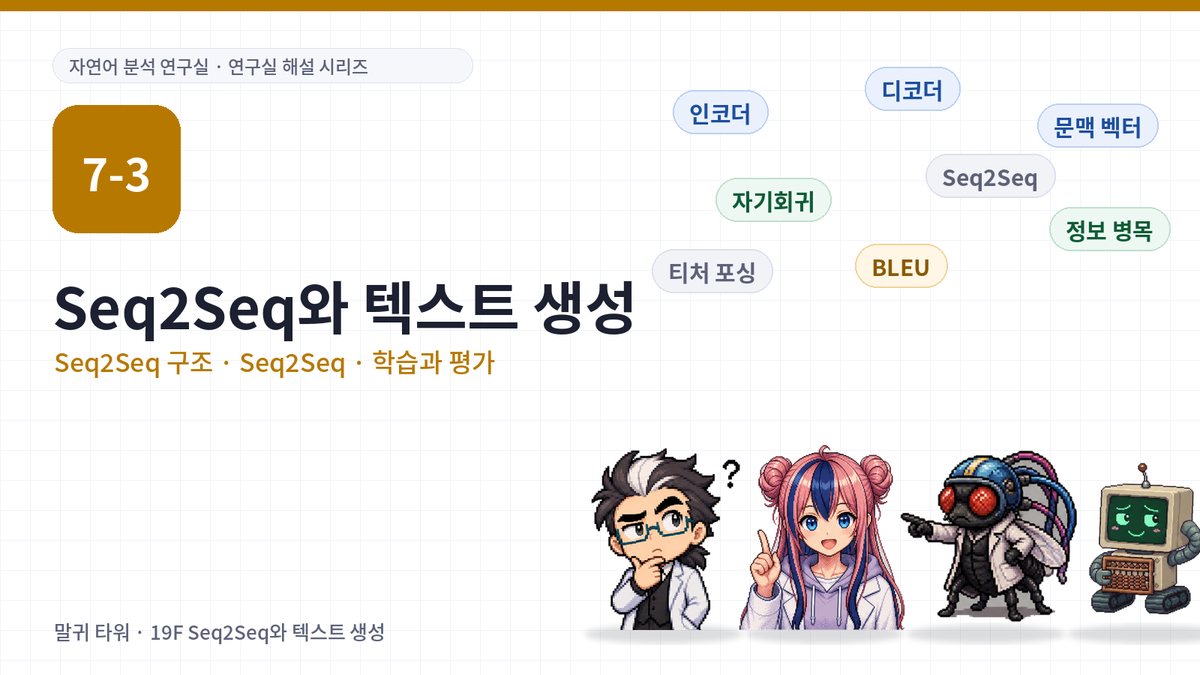 자연어 분석 연구실 · 연구실 해설 시리즈
7-3
인코더
디코더
문맥 벡터
Seq2Seq
자기회귀
정보 병목
티처 포싱
BLEU
Seq2Seq와 텍스트 생성
Seq2Seq 구조 · Seq2Seq · 학습과 평가
?
말귀 타워 · 19F Seq2Seq와 텍스트 생성